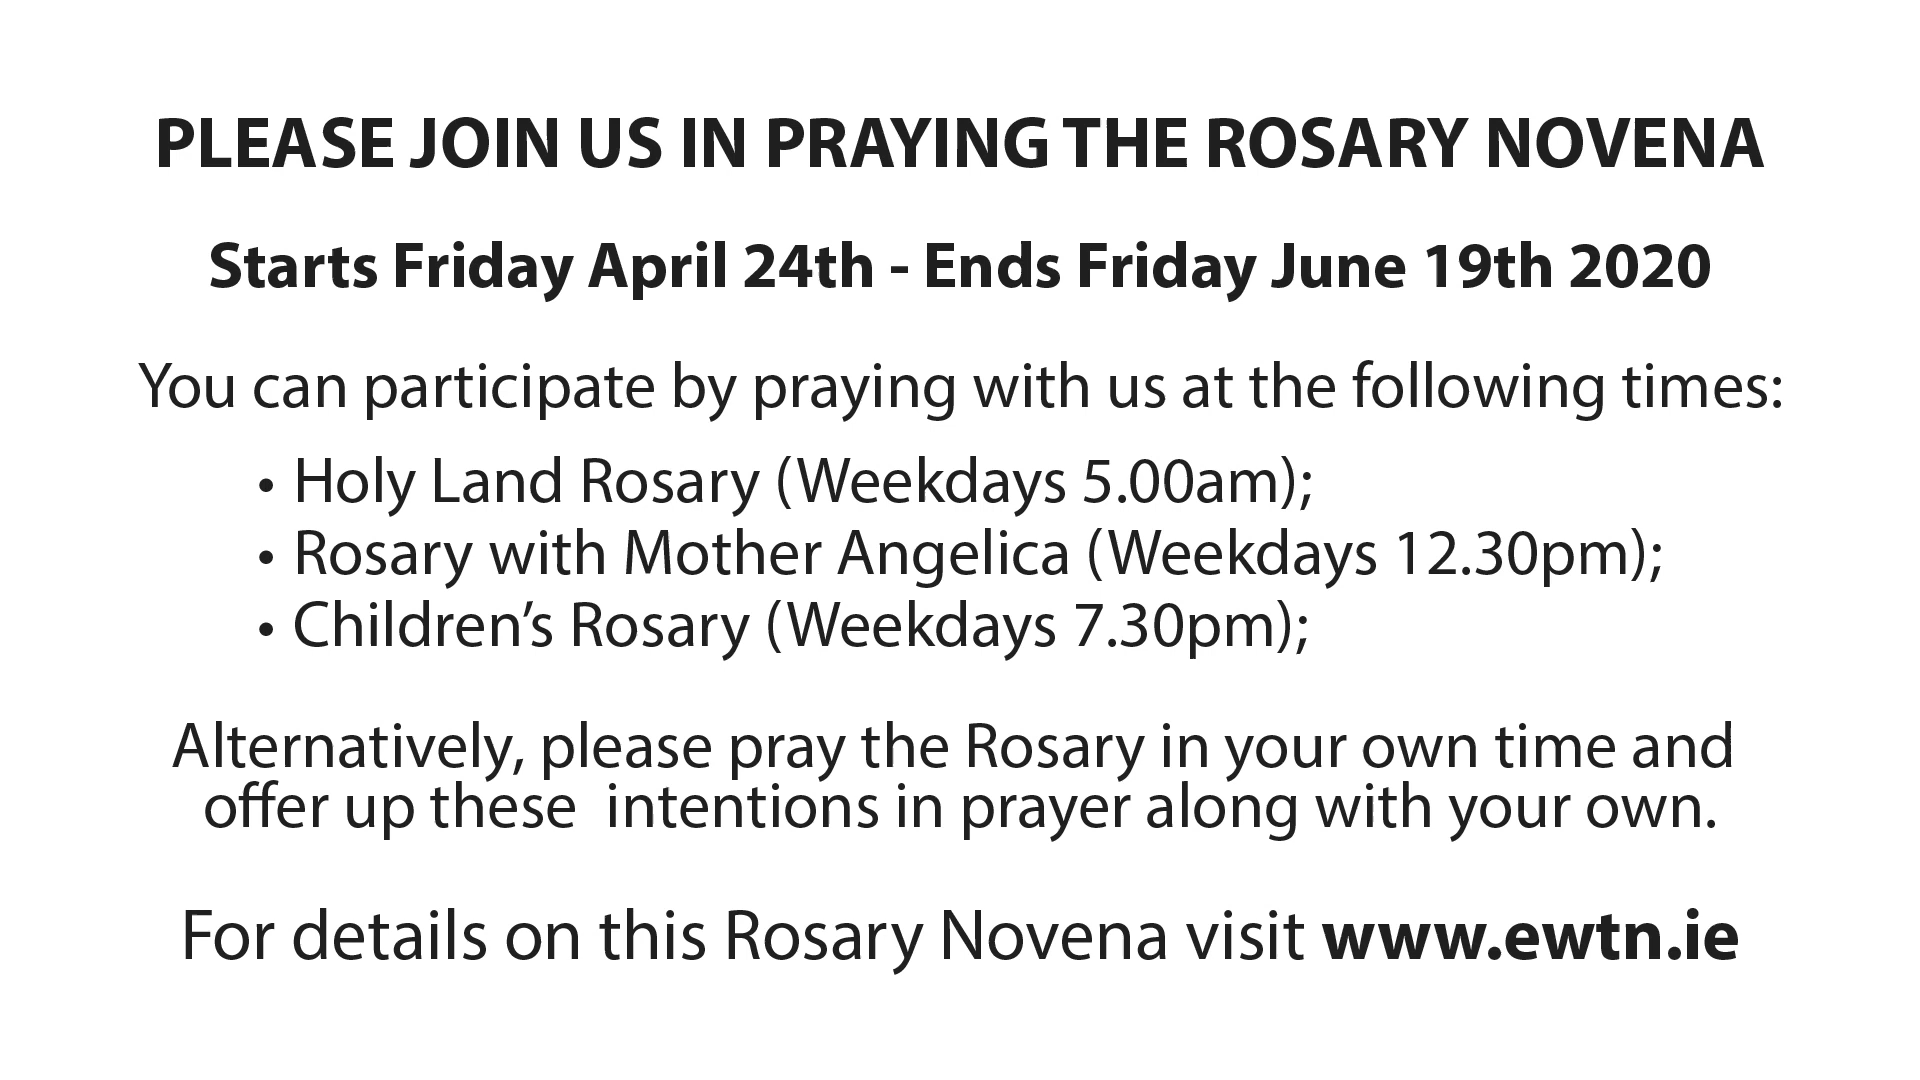 PLEASE JOIN US IN PRAYING THE ROSARY NOVENA
Starts Friday April 24th - Ends Friday June 19th 2020
You can participate by praying with us at the following times:
• Holy Land Rosary (Weekdays 5.00am);
• Rosary with Mother Angelica (Weekdays 12.30pm);
• Children’s Rosary (Weekdays 7.30pm);
Alternatively, please pray the Rosary in your own time and
offer up these  intentions in prayer along with your own.
For details on this Rosary Novena visit www.ewtn.ie